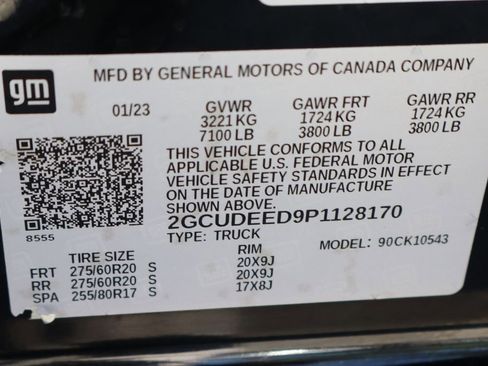 gm
MFD BY GENERAL MOTORS OF CANADA COMPANY
01/23 GVWR GAWR FRT GAWR RR
3221 KG 1724 KG 1724 KG
7100 LB 3800 LB 3800 LB
THIS VEHICLE CONFORMS TO ALL
APPLICABLE U.S. FEDERAL MOTOR
VEHICLE SAFETY STANDARDS IN EFFECT
ON THE DATE OF MANUFACTURE
SHOWN ABOVE.
8555 2GCUDEED9P1128170
TYPE: TRUCK MODEL: 90CK10543
TIRE SIZE RIM
FRT 275/60R20 S 20X9J
RR 275/60R20 S 20X9J
SPA 255/80R17 S 17X8J